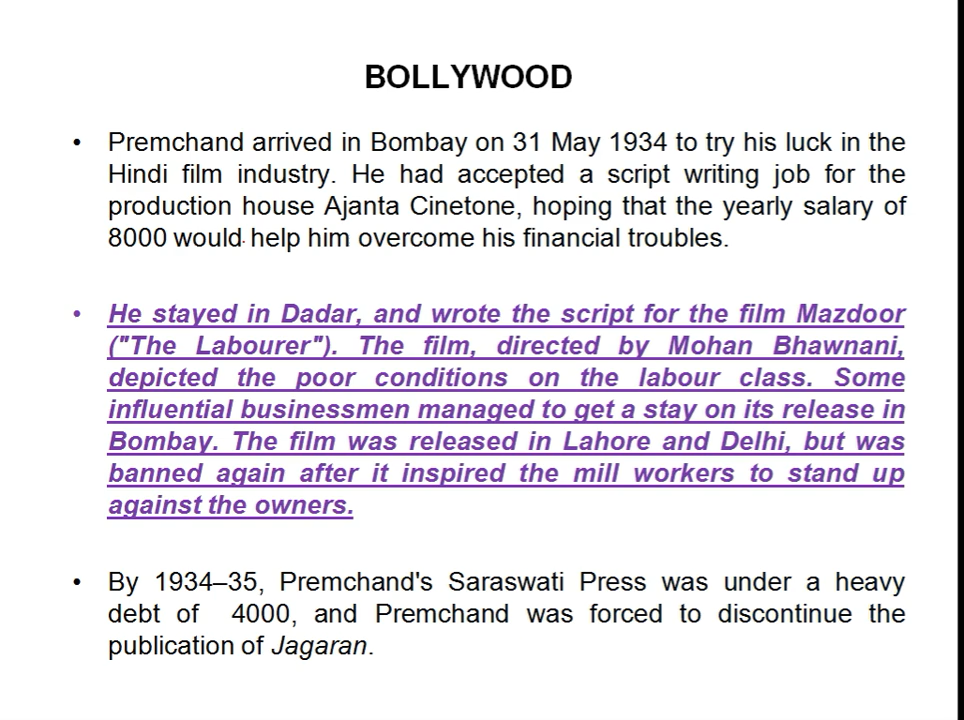 BOLLYWOOD
• Premchand arrived in Bombay on 31 May 1934 to try his luck in the
Hindi film industry. He had accepted a script writing job for the
production house Ajanta Cinetone, hoping that the yearly salary of
8000 would help him overcome his financial troubles.
• He stayed in Dadar, and wrote the script for the film Mazdoor
("The Labourer"). The film, directed by Mohan Bhawnani,
depicted the poor conditions on the labour class. Some
influential businessmen managed to get a stay on its release in
Bombay. The film was released in Lahore and Delhi, but was
banned again after it inspired the mill workers to stand up
against the owners.
• By 1934–35, Premchand's Saraswati Press was under a heavy
debt of 4000, and Premchand was forced to discontinue the
publication of Jagaran.